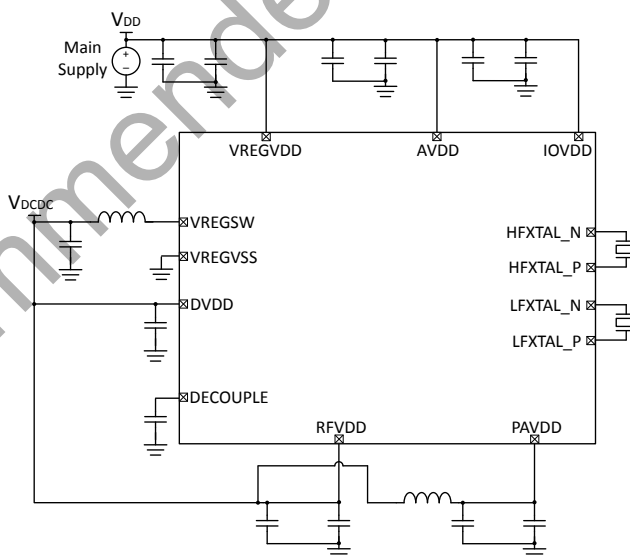 VDD
Main
Supply
VREGVDD
AVDD
IOVDD
VDCDC
VREGSW
VREGVSS
DVDD
DECOUPLE
HFXTAL_N
HFXTAL_P
LFXTAL_N
LFXTAL_P
RFVDD
PAVDD